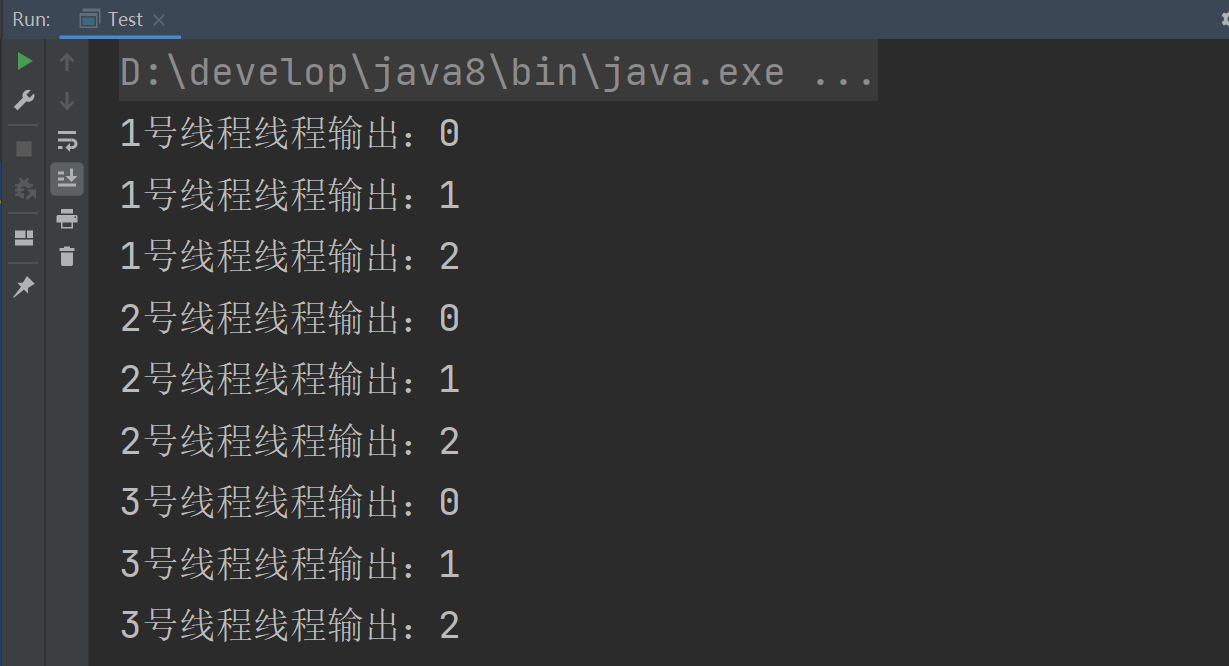 Run: Test
D:\develop\java8\bin\java.exe ...
1号线程线程输出：0
1号线程线程输出：1
1号线程线程输出：2
2号线程线程输出：0
2号线程线程输出：1
2号线程线程输出：2
3号线程线程输出：0
3号线程线程输出：1
3号线程线程输出：2